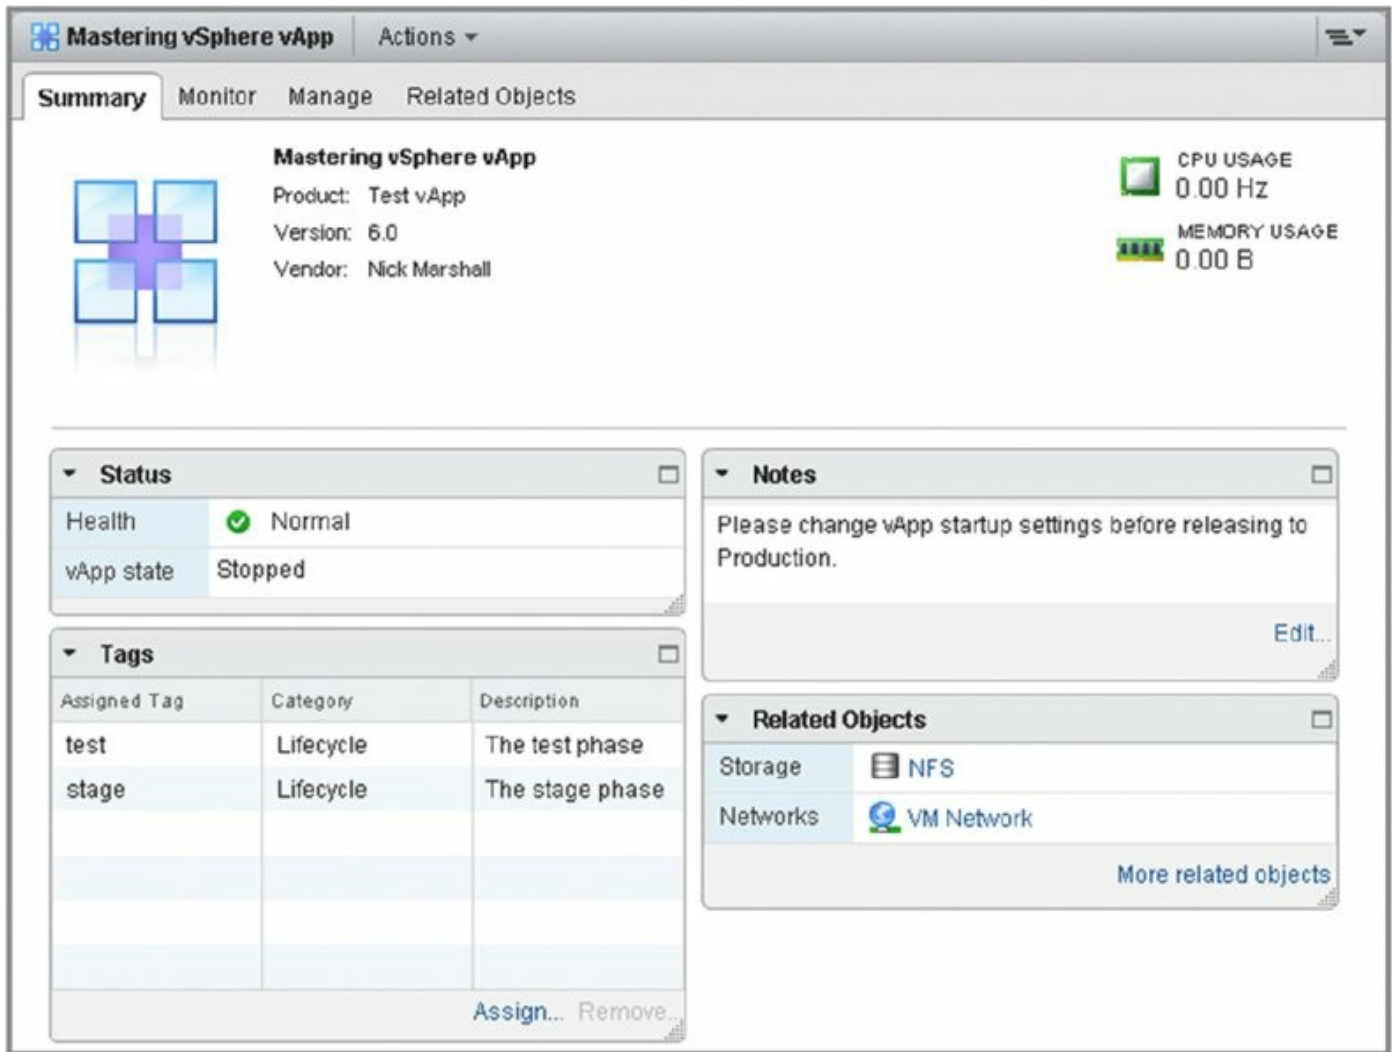 Mastering vSphere vApp Actions
Summary Monitor Manage Related Objects
Mastering vSphere vApp
Product: Test vApp
Version: 6.0
Vendor: Nick Marshall
CPU USAGE
0.00 Hz
MEMORY USAGE
0.00 B
Status
Health Normal
vApp state Stopped
Tags
Assigned Tag Category Description
test Lifecycle The test phase
stage Lifecycle The stage phase
Assign... Remove...
Notes
Please change vApp startup settings before releasing to
Production.
Edit...
Related Objects
Storage NFS
Networks VM Network
More related objects